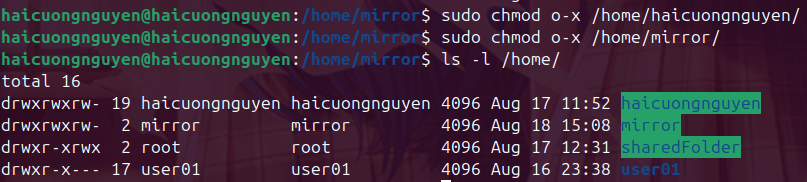 haicuongnguyen@haicuongnguyen:/home/mirror$ sudo chmod o-x /home/haicuongnguyen/
haicuongnguyen@haicuongnguyen:/home/mirror$ sudo chmod o-x /home/mirror/
haicuongnguyen@haicuongnguyen:/home/mirror$ ls -l /home/
total 16
drwxrwxrw- 19 haicuongnguyen haicuongnguyen 4096 Aug 17 11:52 haicuongnguyen
drwxrwxrw-  2 mirror         mirror         4096 Aug 18 15:08 mirror
drwxr-xrwx  2 root           root           4096 Aug 17 12:31 sharedFolder
drwxr-x--- 17 user01         user01         4096 Aug 16 23:38 user01